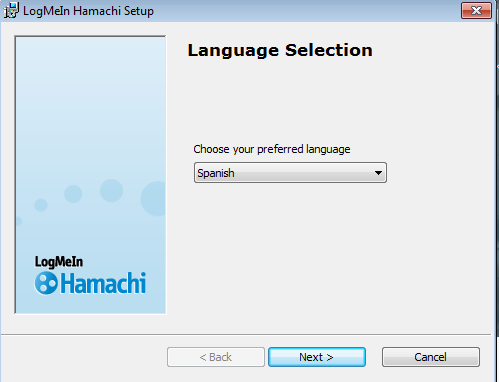 LogMeIn Hamachi Setup
Language Selection
Choose your preferred language
Spanish
LogMeIn
Hamachi
< Back Next > Cancel